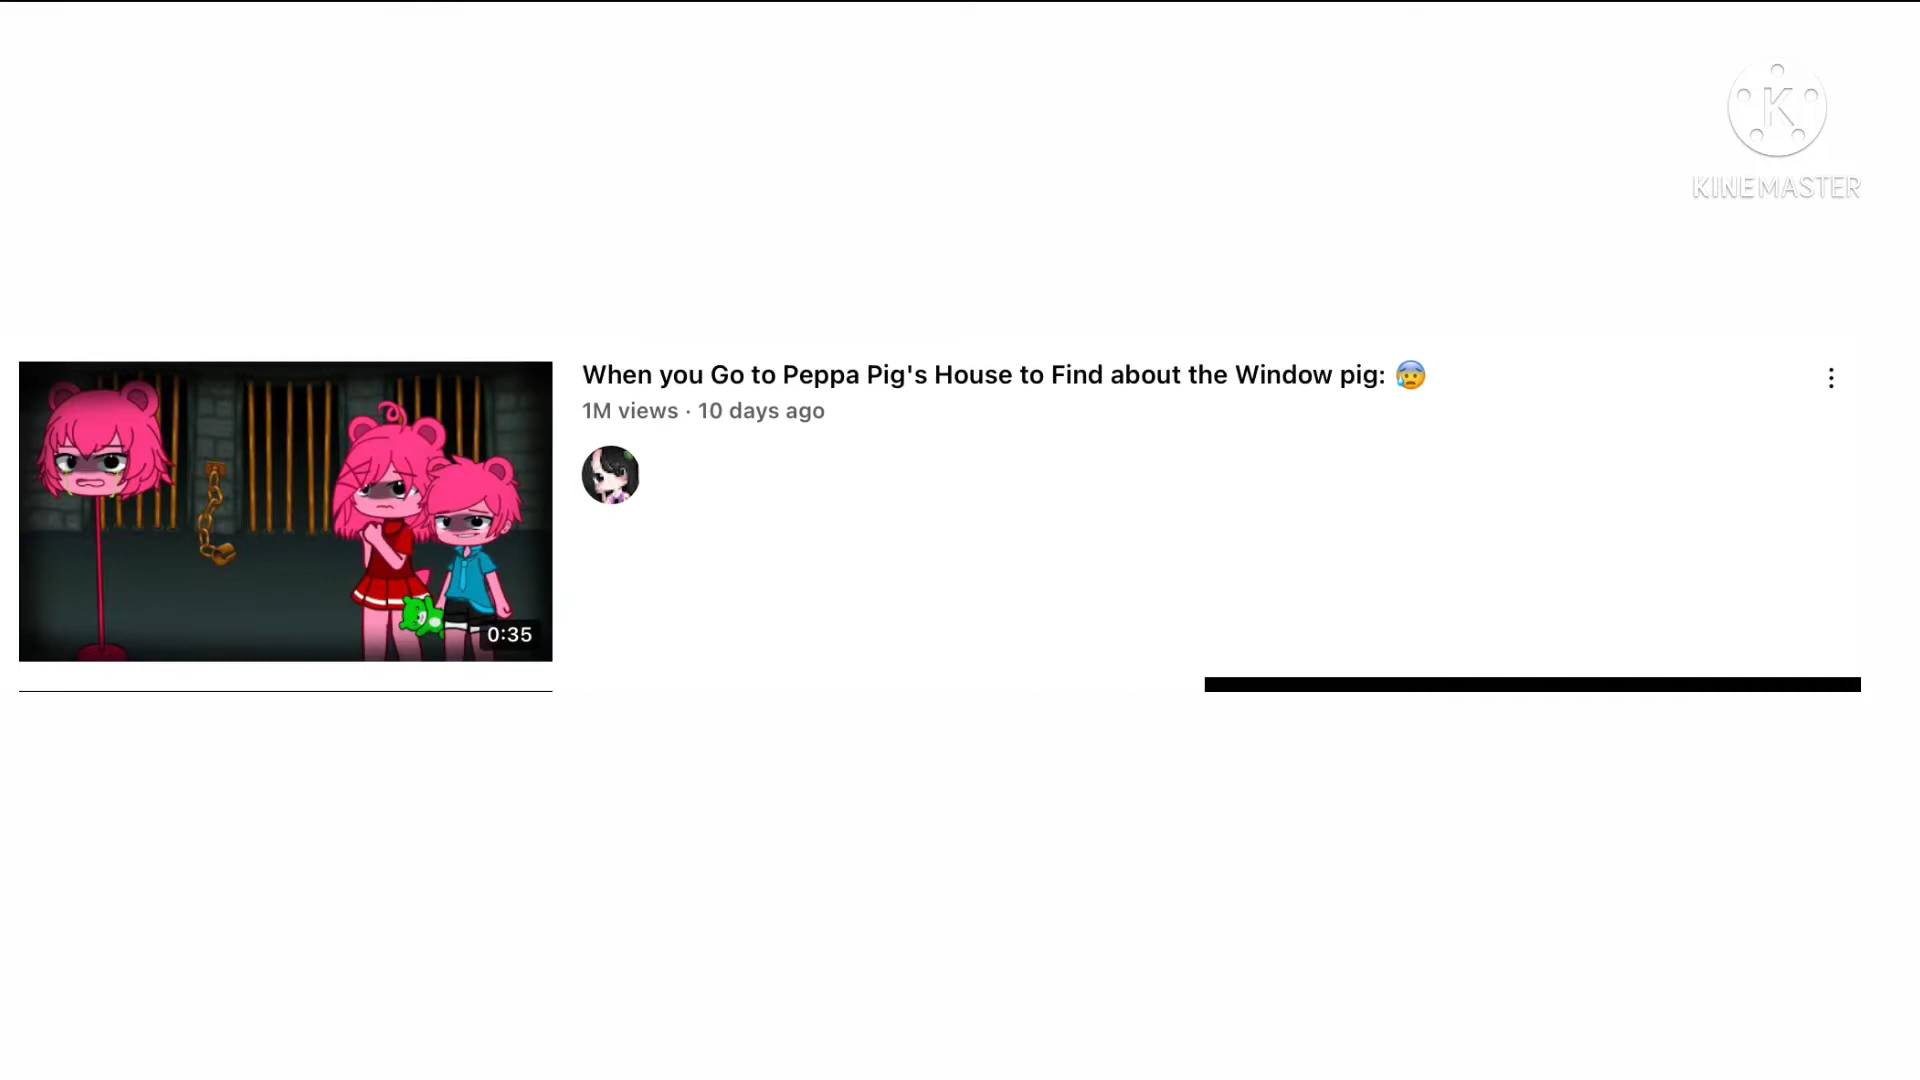 K
KINEMASTER
When you Go to Peppa Pig's House to Find about the Window pig: 😰
1M views · 10 days ago
0:35